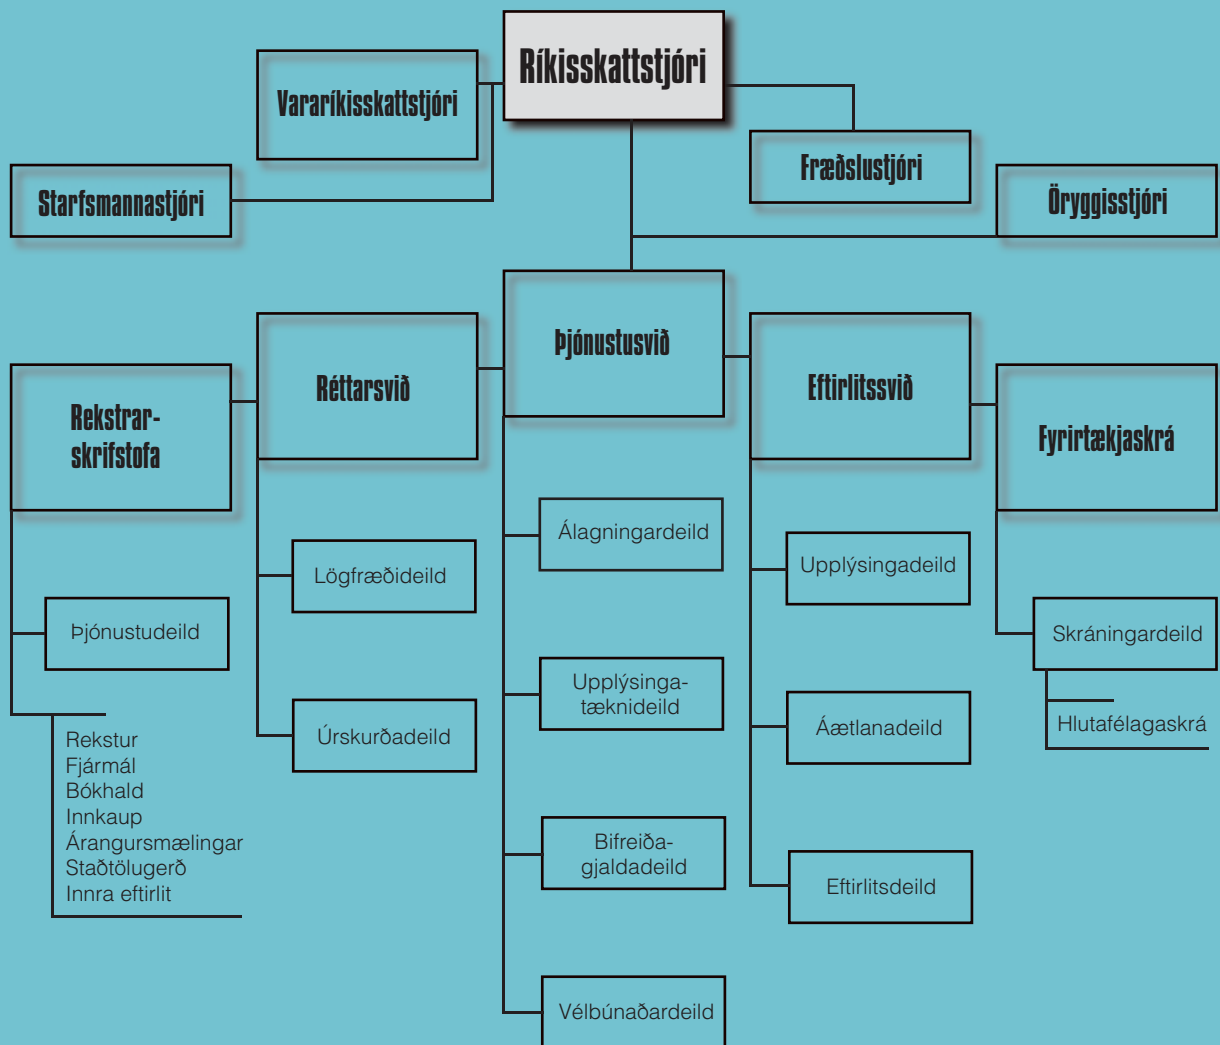 Ríkisskattstjóri
Vararíkisskattstjóri
Fræðslustjóri
Starfsmannastjóri
Öryggisstjóri
Þjónustusvið
Réttarsvið
Eftirlitssvið
Rekstrar-
skrifstofa
Fyrirtækjaskrá
Þjónustudeild
Rekstur
Fjármál
Bókhald
Innkaup
Árangursmælingar
Staðtölugerð
Innra eftirlit
Lögfræðideild
Úrskurðadeild
Álagningardeild
Upplýsinga-
tæknideild
Bifreiða-
gjaldadeild
Vélbúnaðardeild
Upplýsingadeild
Áætlanadeild
Eftirlitsdeild
Skráningardeild
Hlutafélagaskrá